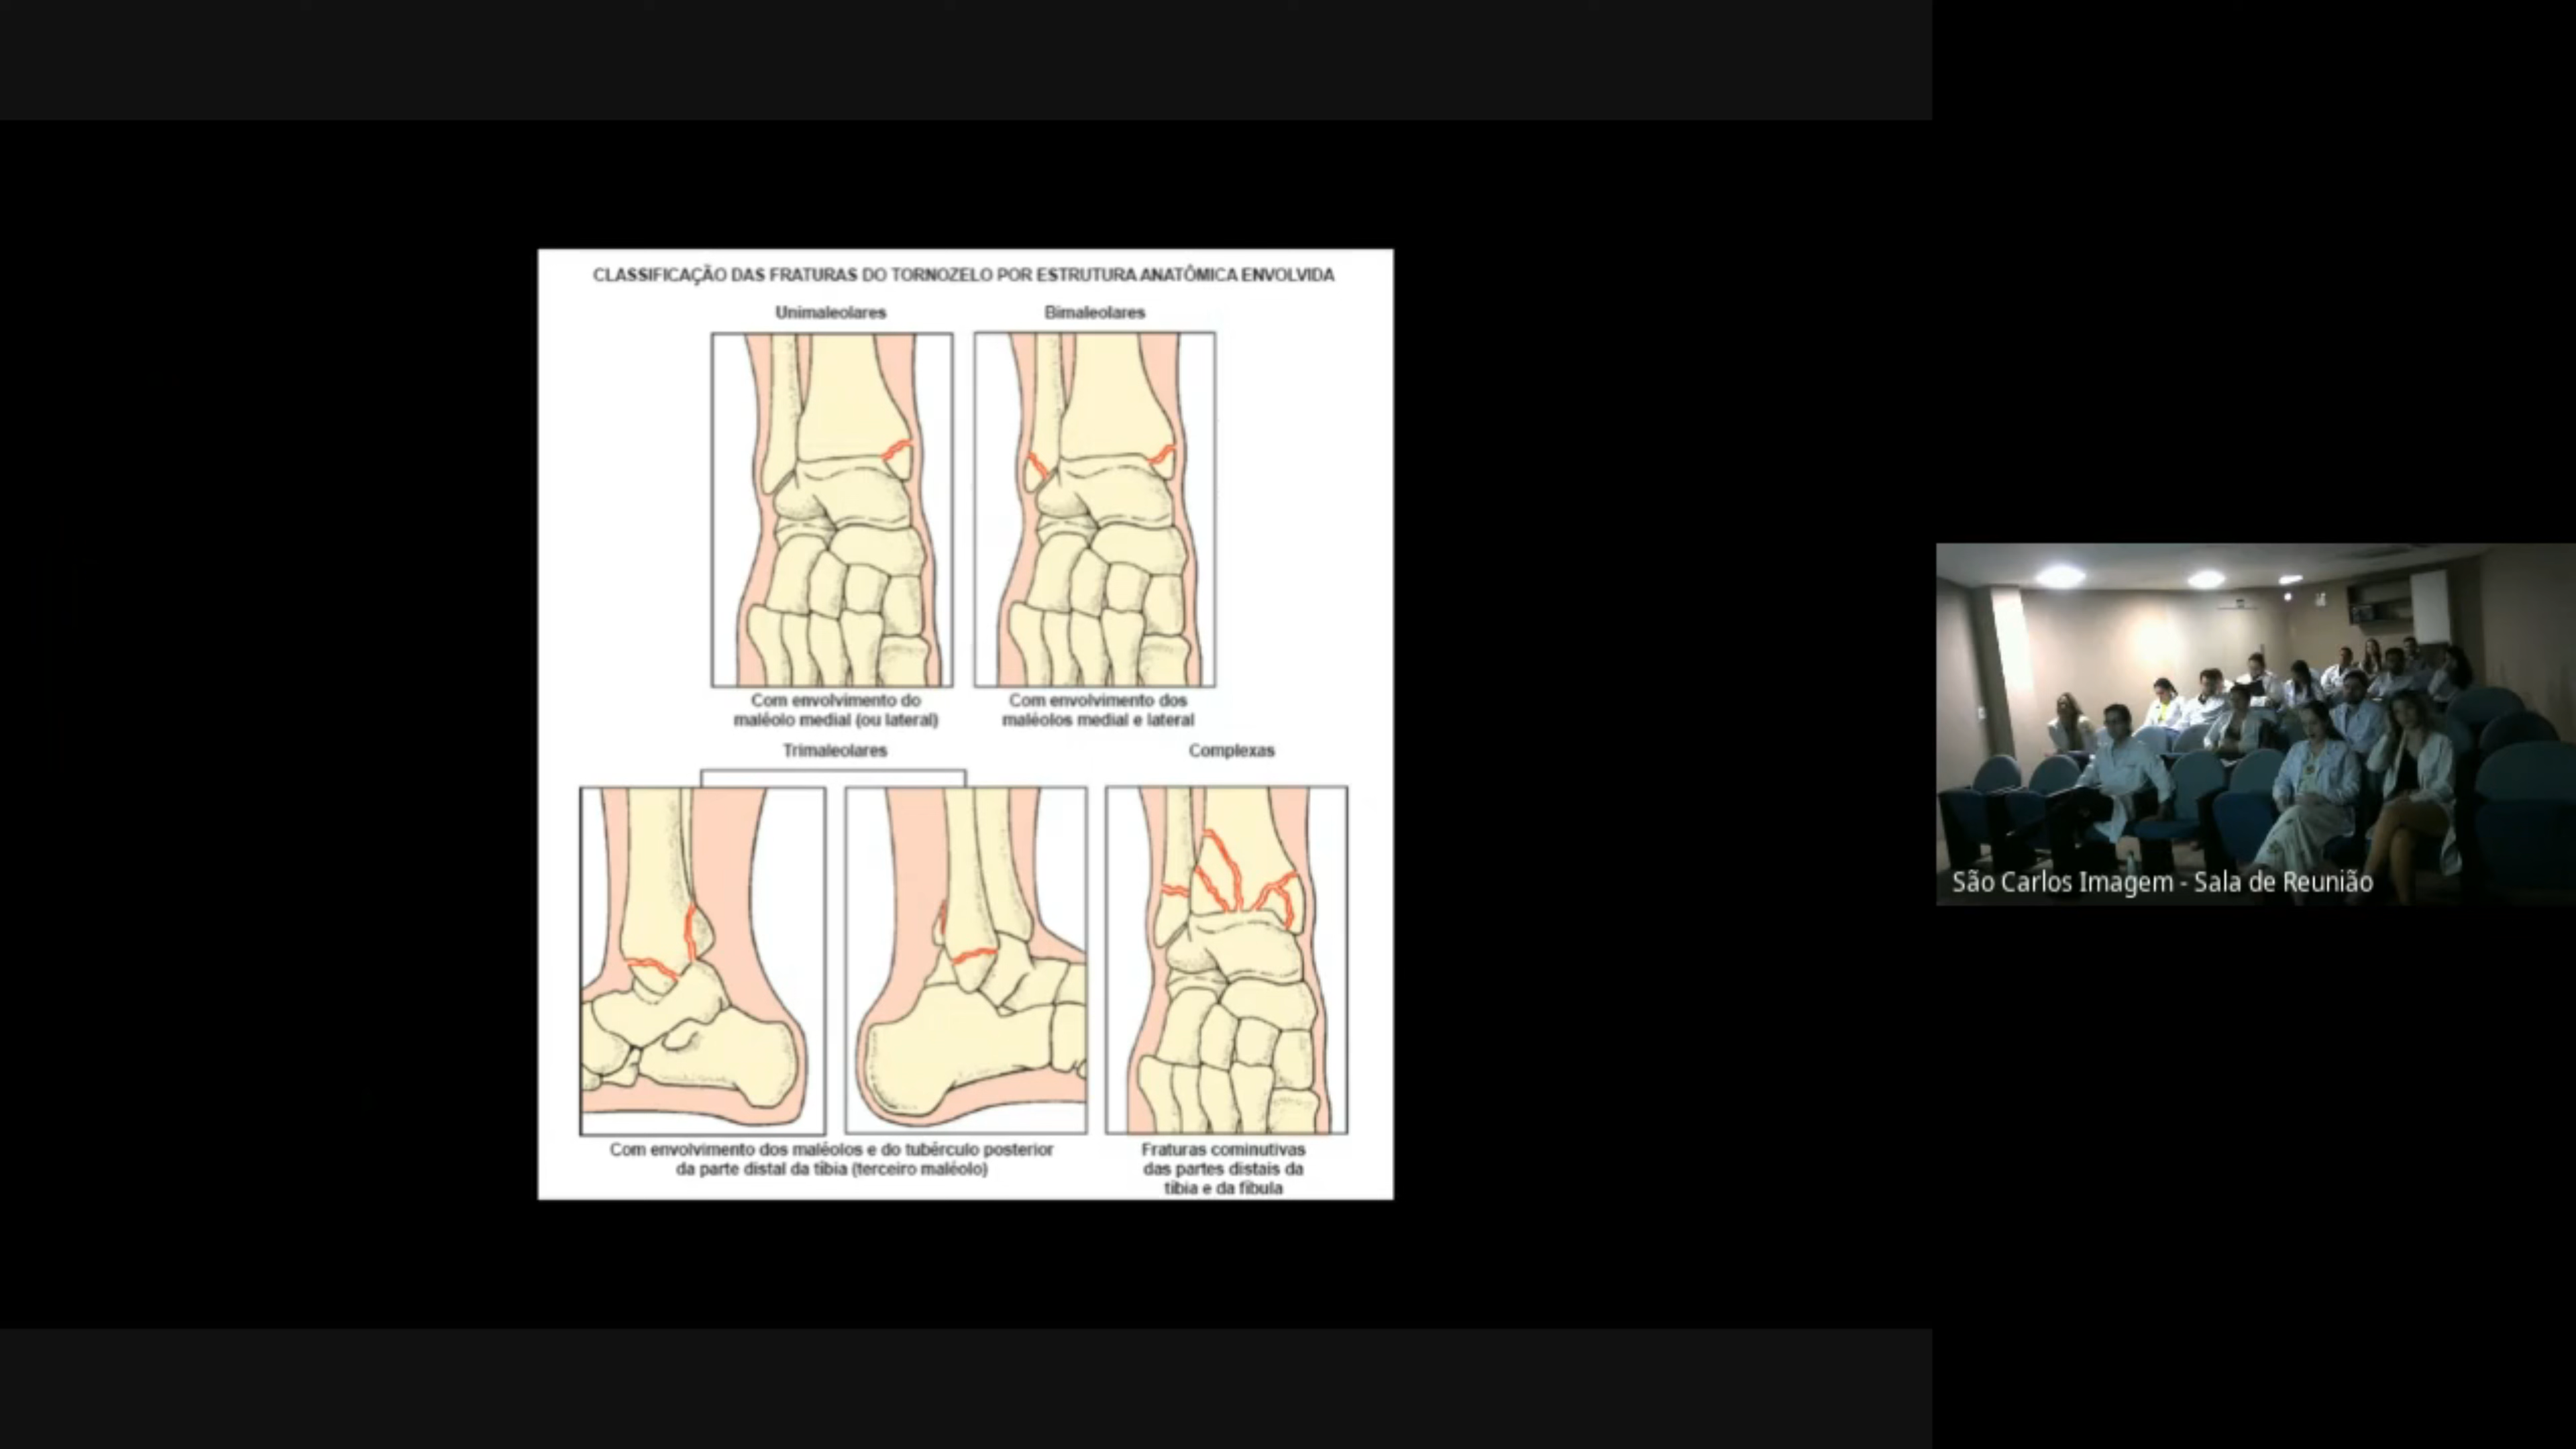 CLASSIFICAÇÃO DAS FRATURAS DO TORNOZELO POR ESTRUTURA ANATÔMICA ENVOLVIDA
Unimaleolares
Bimaleolares
Com envolvimento do
maléolo medial (ou lateral)
Com envolvimento dos
maléolos medial e lateral
Trimaleolares
Complexas
Com envolvimento dos maléolos e do tubérculo posterior
da parte distal da tíbia (terceiro maléolo)
Fraturas cominutivas
das partes distais da
tíbia e da fíbula
São Carlos Imagem - Sala de Reunião